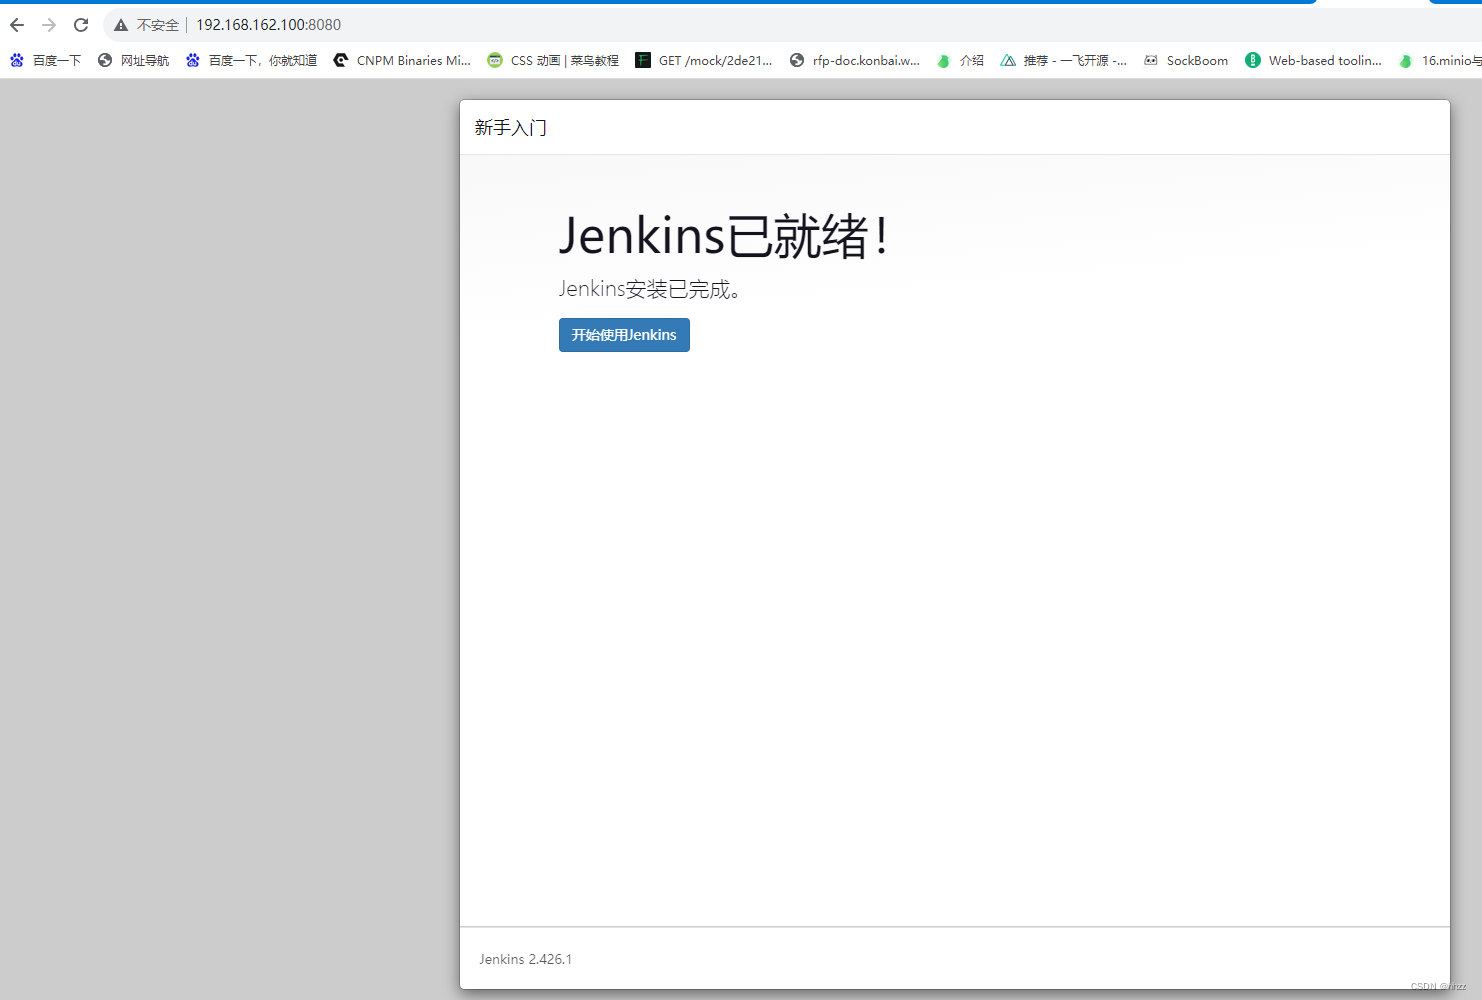 不安全 | 192.168.162.100:8080
百度一下 网址导航 百度一下，你就知道 CNPM Binaries Mi... CSS 动画 | 菜鸟教程 GET /mock/2de21... rfp-doc.konbai.w... 介绍 推荐 - 一飞开源 -... SockBoom Web-based toolin... 16.minio与
新手入门
Jenkins已就绪！
Jenkins安装已完成。
开始使用Jenkins
Jenkins 2.426.1